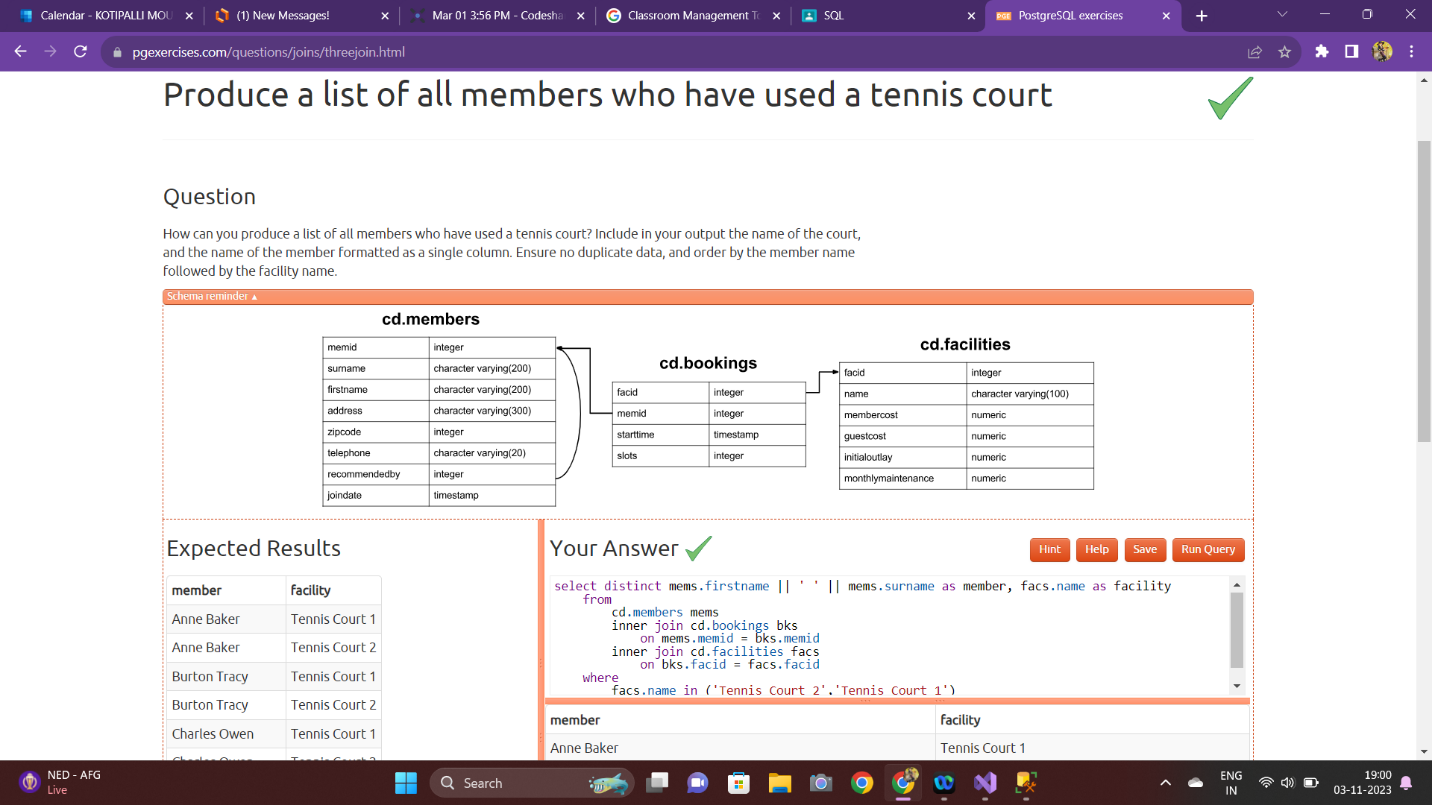 Calendar - KOTIPALLI MOU
(1) New Messages!
Mar 01 3:56 PM - Codesha
Classroom Management To
SQL
PGE PostgreSQL exercises
pgexercises.com/questions/joins/threejoin.html
Produce a list of all members who have used a tennis court
Question
How can you produce a list of all members who have used a tennis court? Include in your output the name of the court,
and the name of the member formatted as a single column. Ensure no duplicate data, and order by the member name
followed by the facility name.
Schema reminder ▴
cd.members
memid integer
surname character varying(200)
firstname character varying(200)
address character varying(300)
zipcode integer
telephone character varying(20)
recommendedby integer
joindate timestamp
cd.bookings
facid integer
memid integer
starttime timestamp
slots integer
cd.facilities
facid integer
name character varying(100)
membercost numeric
guestcost numeric
initialoutlay numeric
monthlymaintenance numeric
Expected Results
member facility
Anne Baker Tennis Court 1
Anne Baker Tennis Court 2
Burton Tracy Tennis Court 1
Burton Tracy Tennis Court 2
Charles Owen Tennis Court 1
Charles Owen Tennis Court 2
Your Answer
Hint Help Save Run Query
select distinct mems.firstname || ' ' || mems.surname as member, facs.name as facility
from
cd.members mems
inner join cd.bookings bks
on mems.memid = bks.memid
inner join cd.facilities facs
on bks.facid = facs.facid
where
facs.name in ('Tennis Court 2','Tennis Court 1')
member facility
Anne Baker Tennis Court 1
NED - AFG
Live
Search
ENG
IN
19:00
03-11-2023